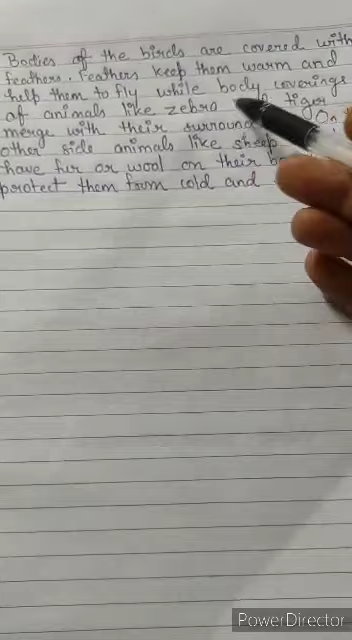 Bodies of the birds are covered with
feathers. Feathers keep them warm and
help them to fly while body coverings
of animals like zebra tiger
merge with their surround On
other side animals like sheep
have fur or wool on their b
protect them from cold and
PowerDirector